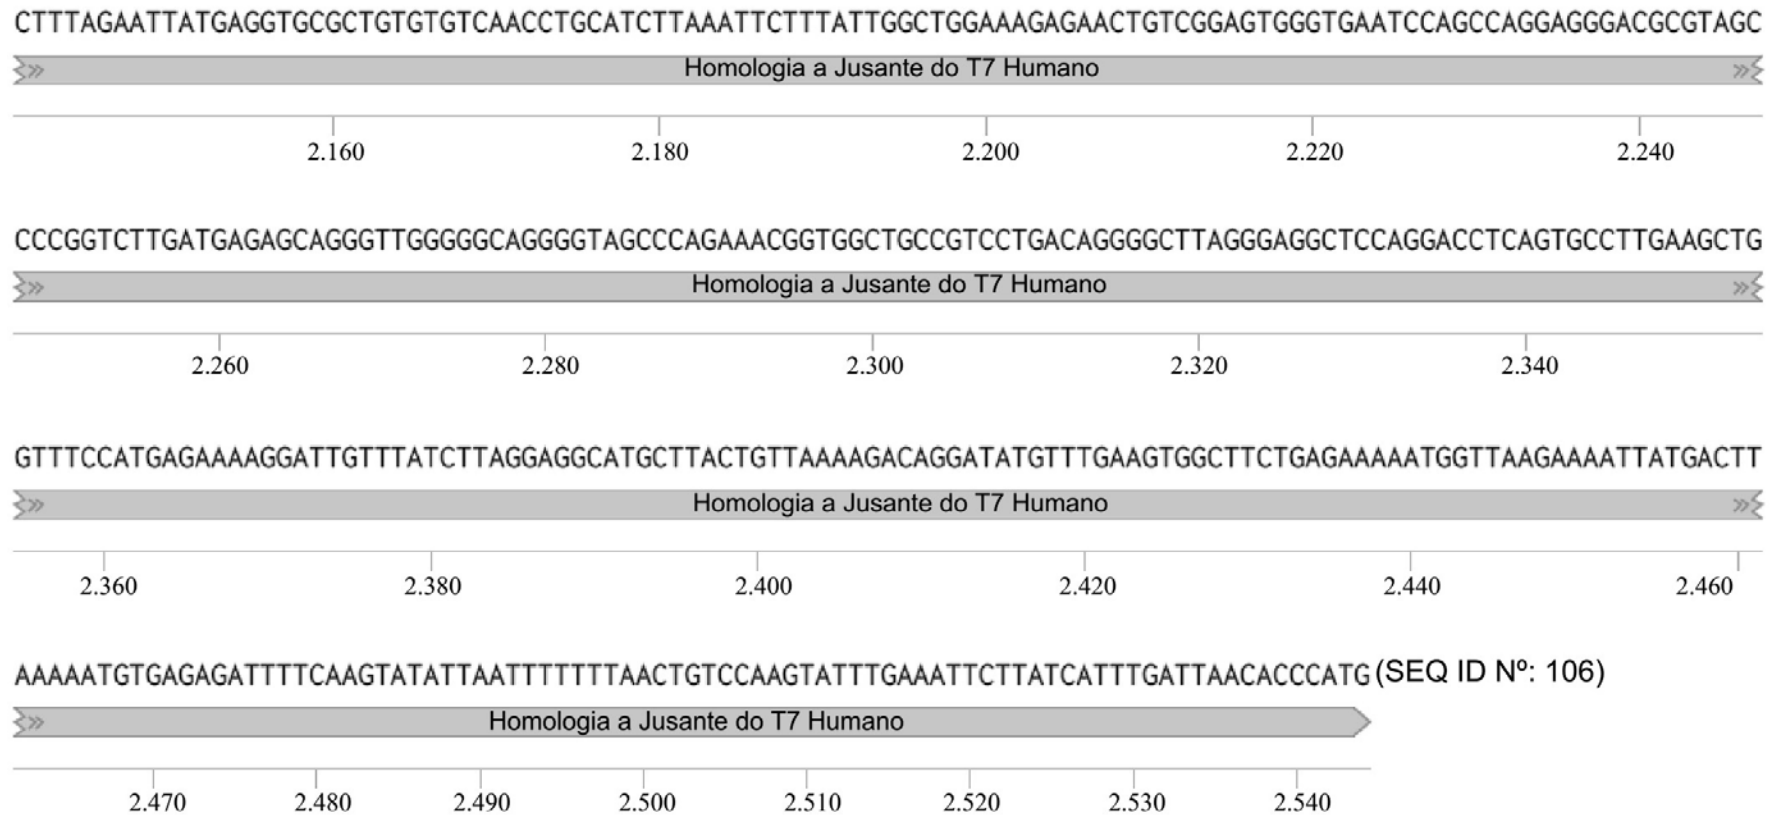 CTTTAGAATTATGAGGTGCGCTGTGTGTCAACCTGCATCTTAAATTCTTTATTGGCTGGAAAGAGAACTGTCGGAGTGGGTGAATCCAGCCAGGAGGGACGCGTAGC
Homologia a Jusante do T7 Humano
2.160 2.180 2.200 2.220 2.240
CCCGGTCTTGATGAGAGCAGGGTTGGGGGCAGGGGTAGCCCAGAAACGGTGGCTGCCGTCCTGACAGGGGCTTAGGGAGGCTCCAGGACCTCAGTGCCTTGAAGCTG
Homologia a Jusante do T7 Humano
2.260 2.280 2.300 2.320 2.340
GTTTCCATGAGAAAAGGATTGTTTATCTTAGGAGGCATGCTTACTGTTAAAAGACAGGATATGTTTGAAGTGGCTTCTGAGAAAAATGGTTAAGAAAATTATGACTT
Homologia a Jusante do T7 Humano
2.360 2.380 2.400 2.420 2.440 2.460
AAAAATGTGAGAGATTTTCAAGTATATTAATTTTTTTAACTGTCCAAGTATTTGAAATTCTTATCATTTGATTAACACCCATG (SEQ ID Nº: 106)
Homologia a Jusante do T7 Humano
2.470 2.480 2.490 2.500 2.510 2.520 2.530 2.540